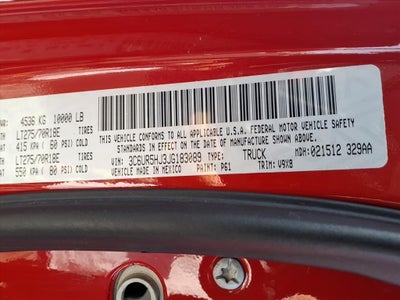 4536 KG 10000 LB
LT275/70R18E TIRES
415 KPA ( 60 PSI) COLD
LT275/70R18E TIRES
550 KPA ( 80 PSI) COLD
THIS VEHICLE CONFORMS TO ALL APPLICABLE
U.S.A. FEDERAL MOTOR VEHICLE SAFETY
STANDARDS IN EFFECT ON THE DATE OF MANUFACTURE SHOWN ABOVE.
VIN: 3C6UR5HJ3JG183089 TYPE: TRUCK MDH:021512 329AA
VEHICLE MADE IN MEXICO PAINT: P61 TRIM: V9X8